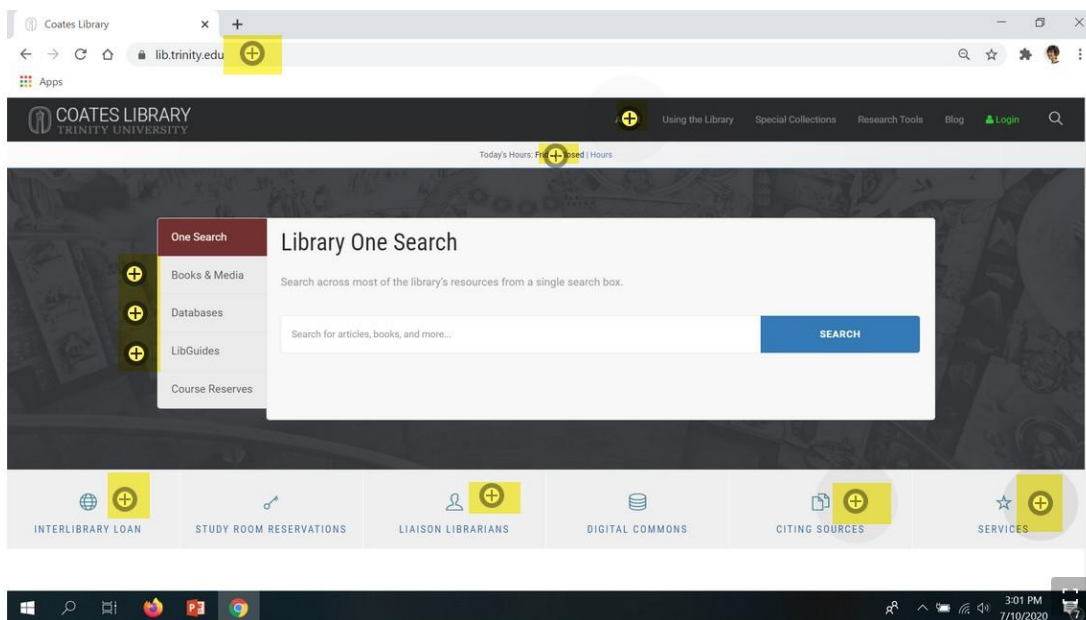 Coates Library
lib.trinity.edu
Apps
COATES LIBRARY
TRINITY UNIVERSITY
Using the Library Special Collections Research Tools Blog Login
Today's Hours: | Hours
One Search
Books & Media
Databases
LibGuides
Course Reserves
Library One Search
Search across most of the library's resources from a single search box.
Search for articles, books, and more...
SEARCH
INTERLIBRARY LOAN
STUDY ROOM RESERVATIONS
LIAISON LIBRARIANS
DIGITAL COMMONS
CITING SOURCES
SERVICES
3:01 PM
7/10/2020
7